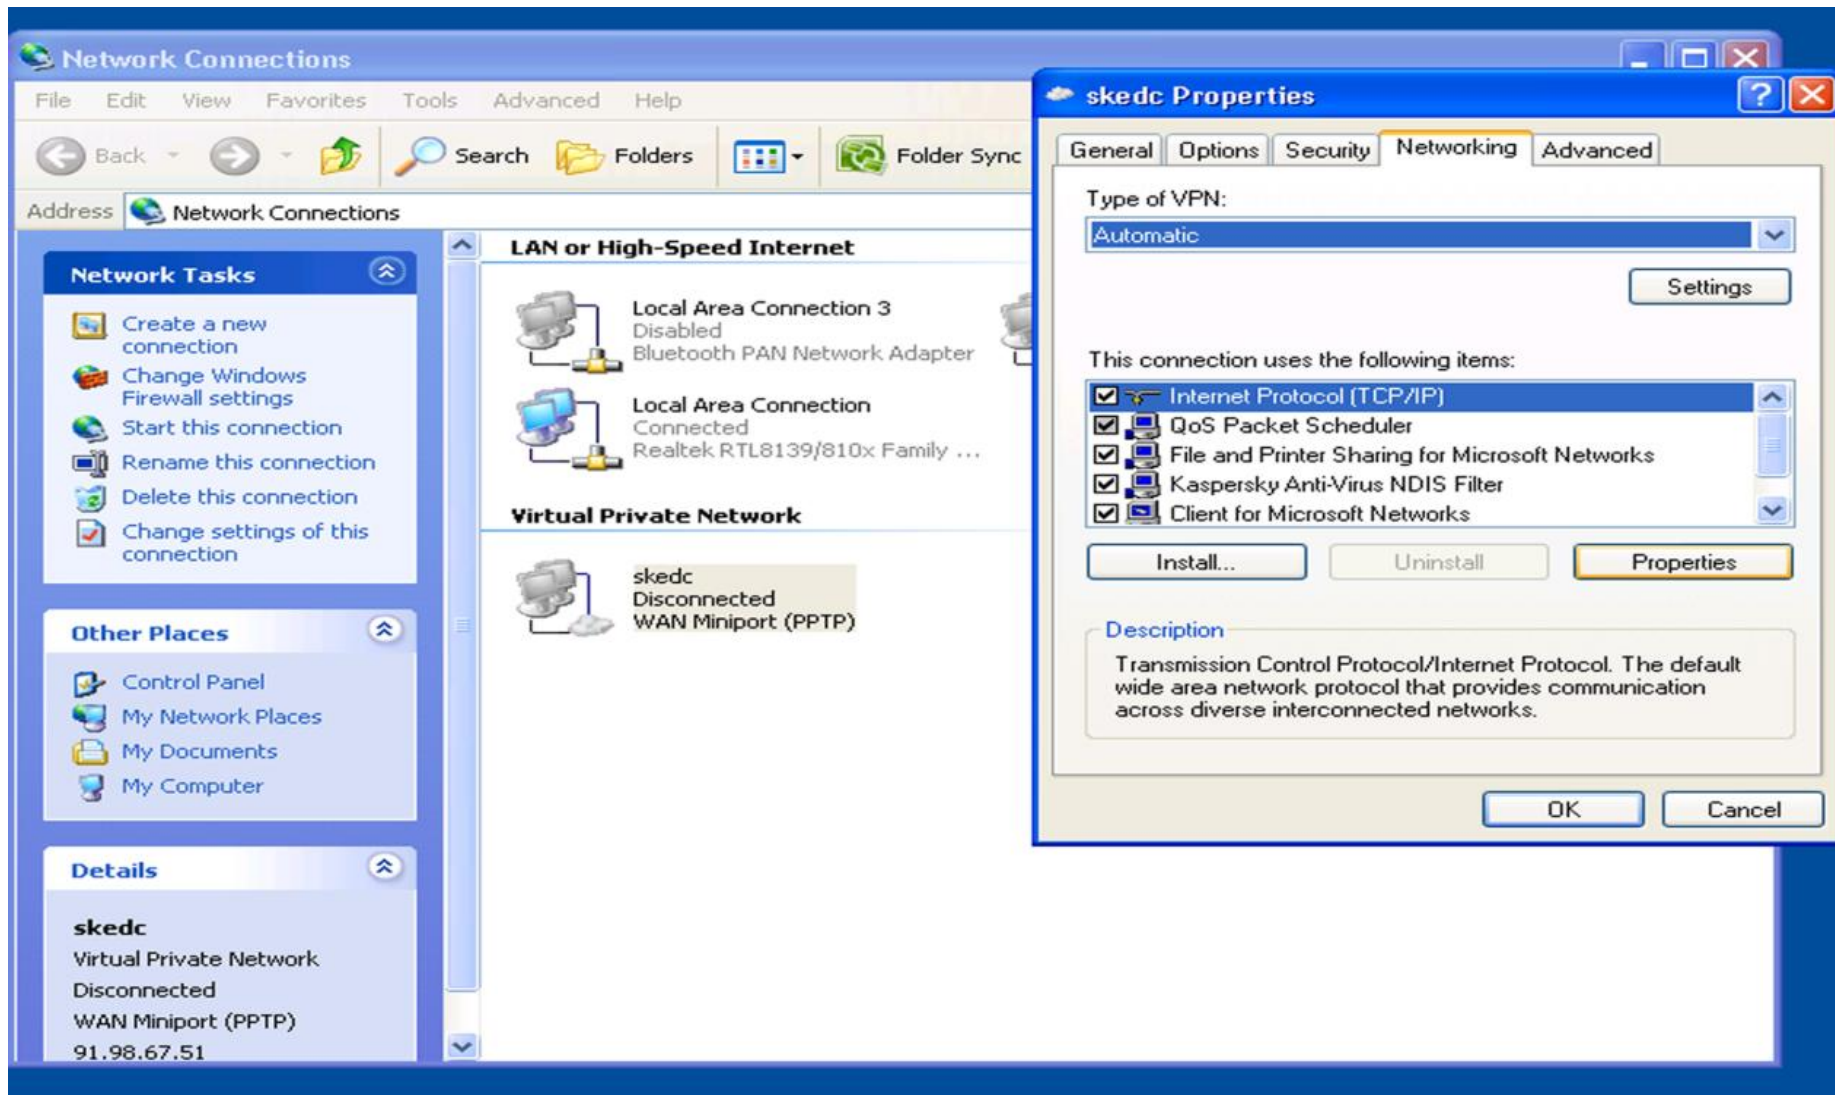 Network Connections
File Edit View Favorites Tools Advanced Help
Back Search Folders Folder Sync
Address Network Connections
Network Tasks
Create a new
connection
Change Windows
Firewall settings
Start this connection
Rename this connection
Delete this connection
Change settings of this
connection
Other Places
Control Panel
My Network Places
My Documents
My Computer
Details
skedc
Virtual Private Network
Disconnected
WAN Miniport (PPTP)
91.98.67.51
LAN or High-Speed Internet
Local Area Connection 3
Disabled
Bluetooth PAN Network Adapter
Local Area Connection
Connected
Realtek RTL8139/810x Family ...
Virtual Private Network
skedc
Disconnected
WAN Miniport (PPTP)
skedc Properties
General Options Security Networking Advanced
Type of VPN:
Automatic
Settings
This connection uses the following items:
Internet Protocol (TCP/IP)
QoS Packet Scheduler
File and Printer Sharing for Microsoft Networks
Kaspersky Anti-Virus NDIS Filter
Client for Microsoft Networks
Install... Uninstall Properties
Description
Transmission Control Protocol/Internet Protocol. The default
wide area network protocol that provides communication
across diverse interconnected networks.
OK Cancel